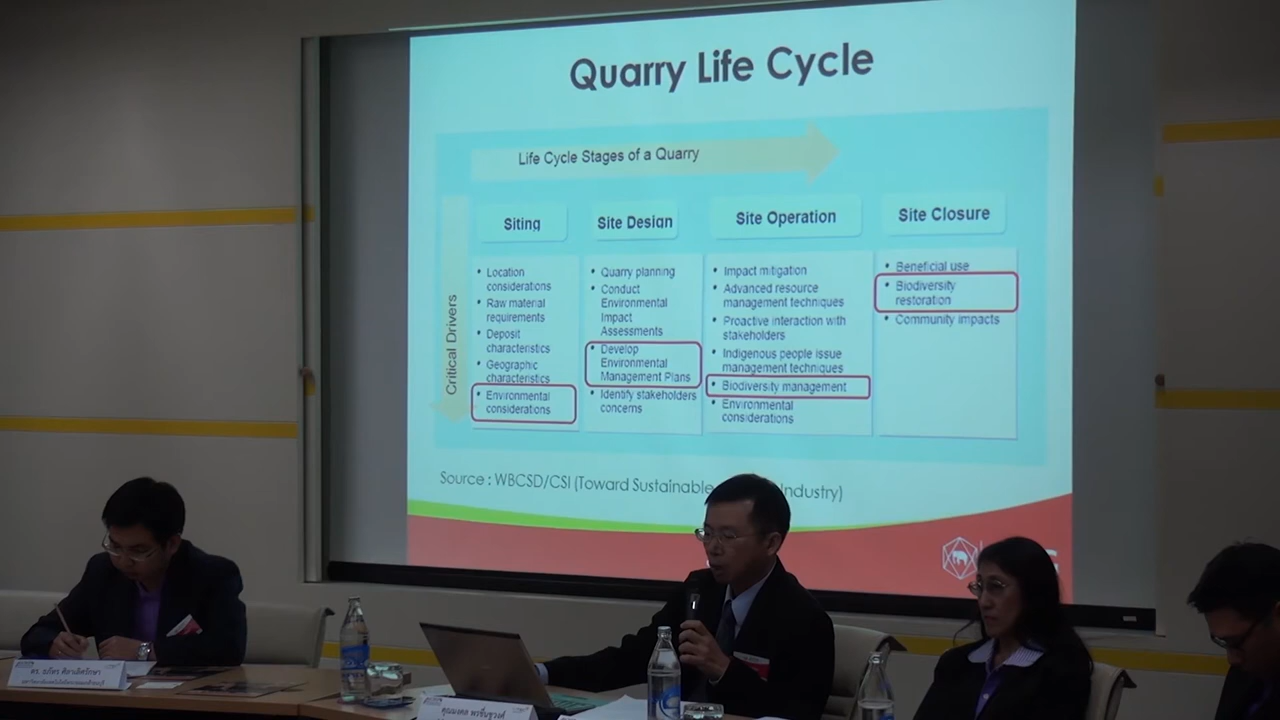 Quarry Life Cycle
Life Cycle Stages of a Quarry
Critical Drivers
Siting
• Location
considerations
• Raw material
requirements
• Deposit
characteristics
• Geographic
characteristics
• Environmental
considerations
Site Design
• Quarry planning
• Conduct
Environmental
Impact
Assessments
• Develop
Environmental
Management Plans
• Identify stakeholders
concerns
Site Operation
• Impact mitigation
• Advanced resource
management techniques
• Proactive interaction with
stakeholders
• Indigenous people issue
management techniques
• Biodiversity management
• Environmental
considerations
Site Closure
• Beneficial use
• Biodiversity
restoration
• Community impacts
Source : WBCSD/CSI (Toward Sustainable Industry)
ดร.